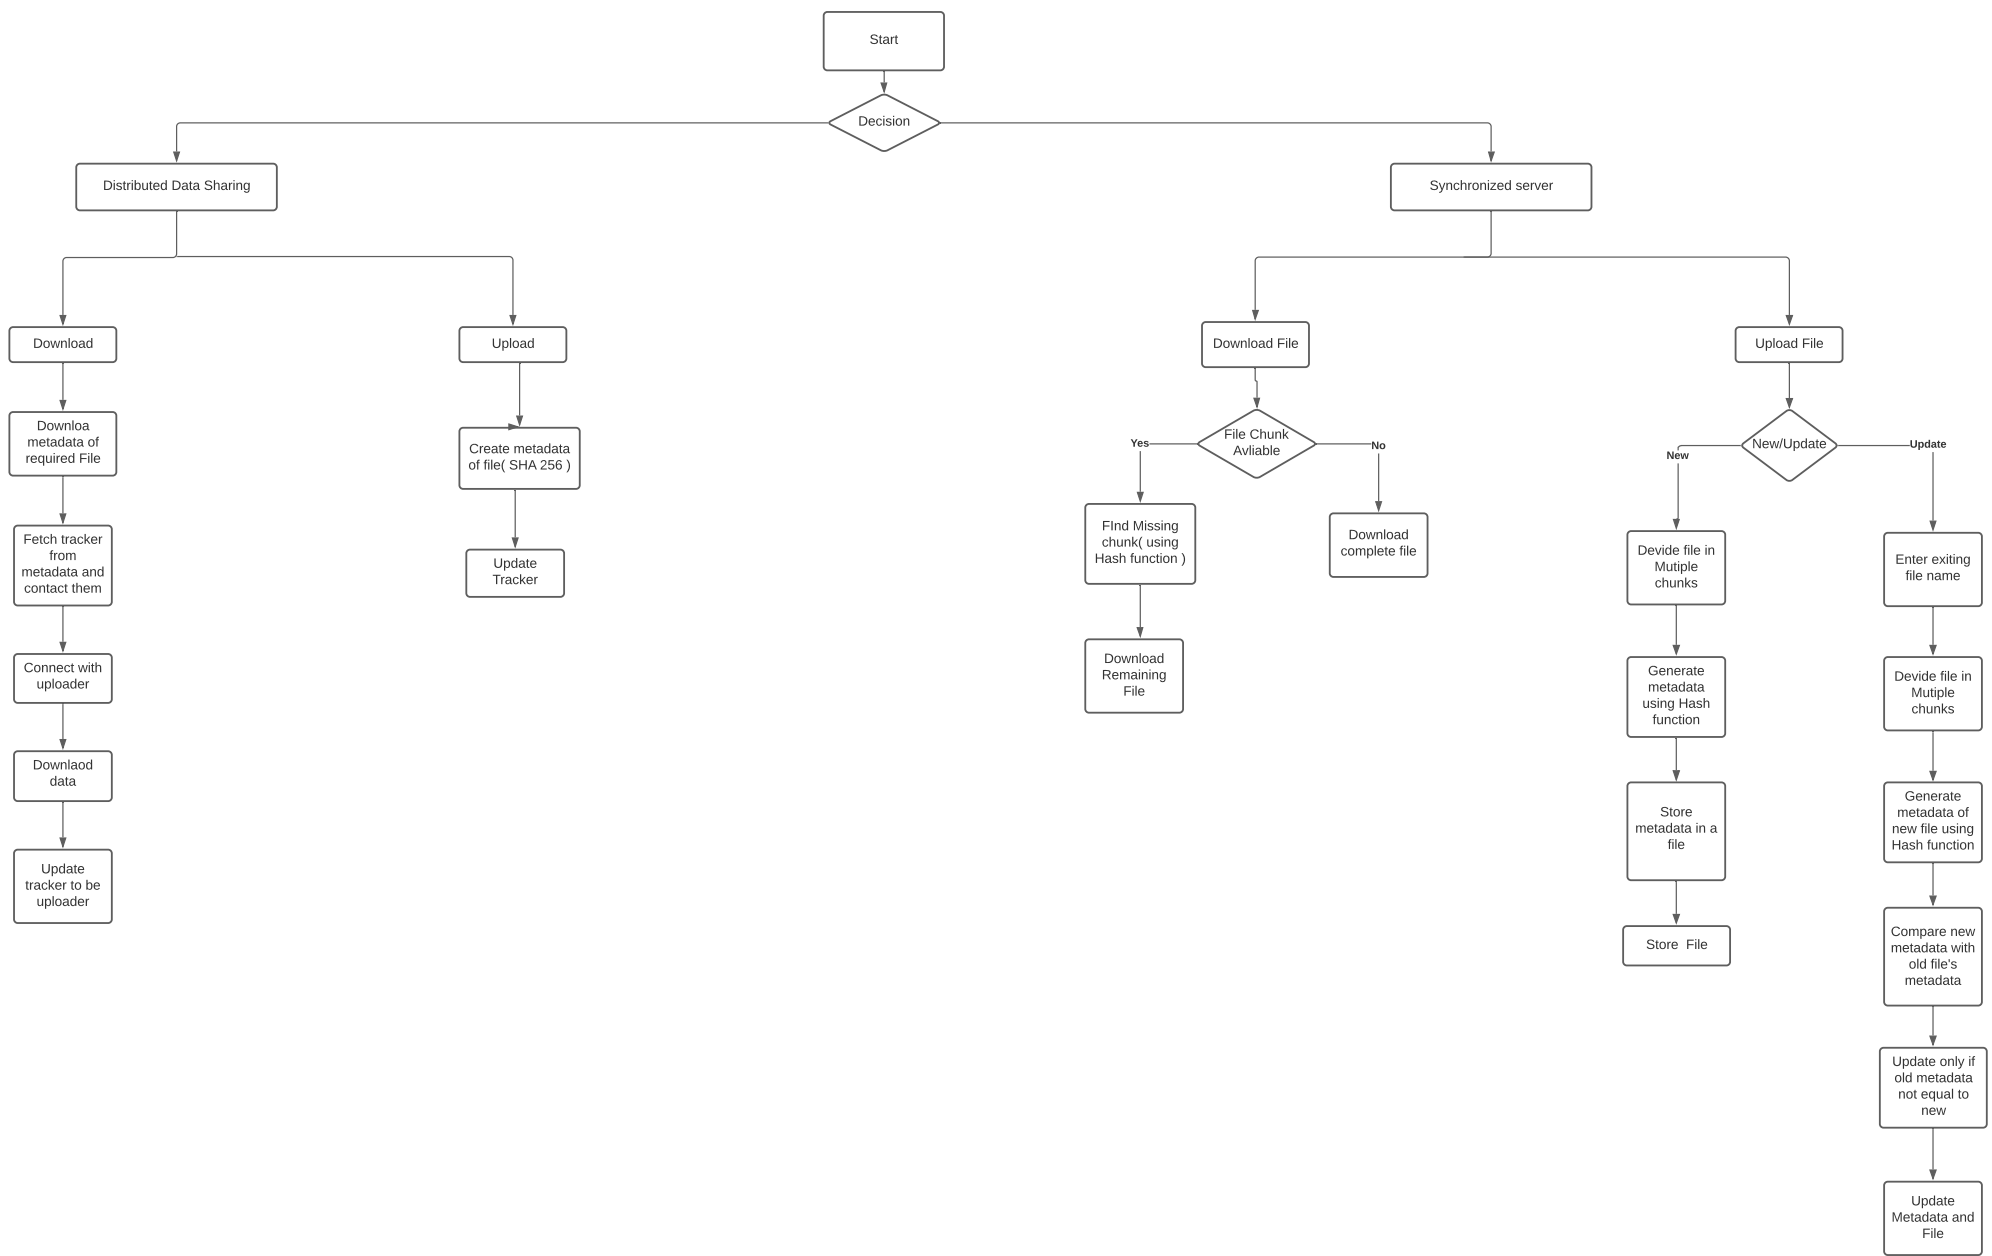 Start
Decision
Distributed Data Sharing
Synchronized server
Download
Upload
Download File
Upload File
Downloa
metadata of
required File
Fetch tracker
from
metadata and
contact them
Connect with
uploader
Downlaod
data
Update
tracker to be
uploader
Create metadata
of file( SHA 256 )
Update
Tracker
File Chunk
Avliable
Yes
No
FInd Missing
chunk( using
Hash function )
Download
Remaining
File
Download
complete file
New/Update
New
Update
Devide file in
Mutiple
chunks
Generate
metadata
using Hash
function
Store
metadata in a
file
Store  File
Enter exiting
file name
Devide file in
Mutiple
chunks
Generate
metadata of
new file using
Hash function
Compare new
metadata with
old file's
metadata
Update only if
old metadata
not equal to
new
Update
Metadata and
File